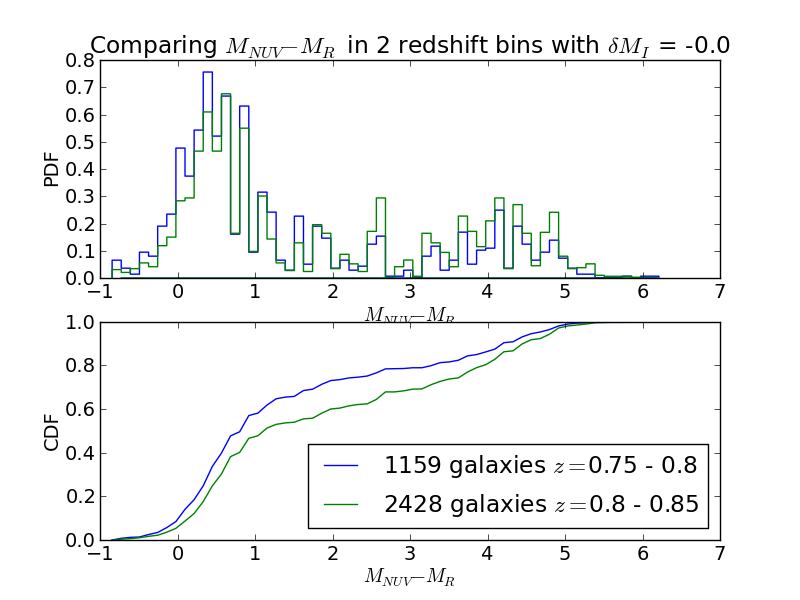 Comparing M_NUV−M_R in 2 redshift bins with δM_I = -0.0
0.8
0.7
0.6
0.5
0.4
0.3
0.2
0.1
0.0
PDF
−1 0 1 2 3 4 5 6 7
M_NUV−M_R
1.0
0.8
0.6
0.4
0.2
0.0
CDF
1159 galaxies z=0.75 - 0.8
2428 galaxies z=0.8 - 0.85
−1 0 1 2 3 4 5 6 7
M_NUV−M_R